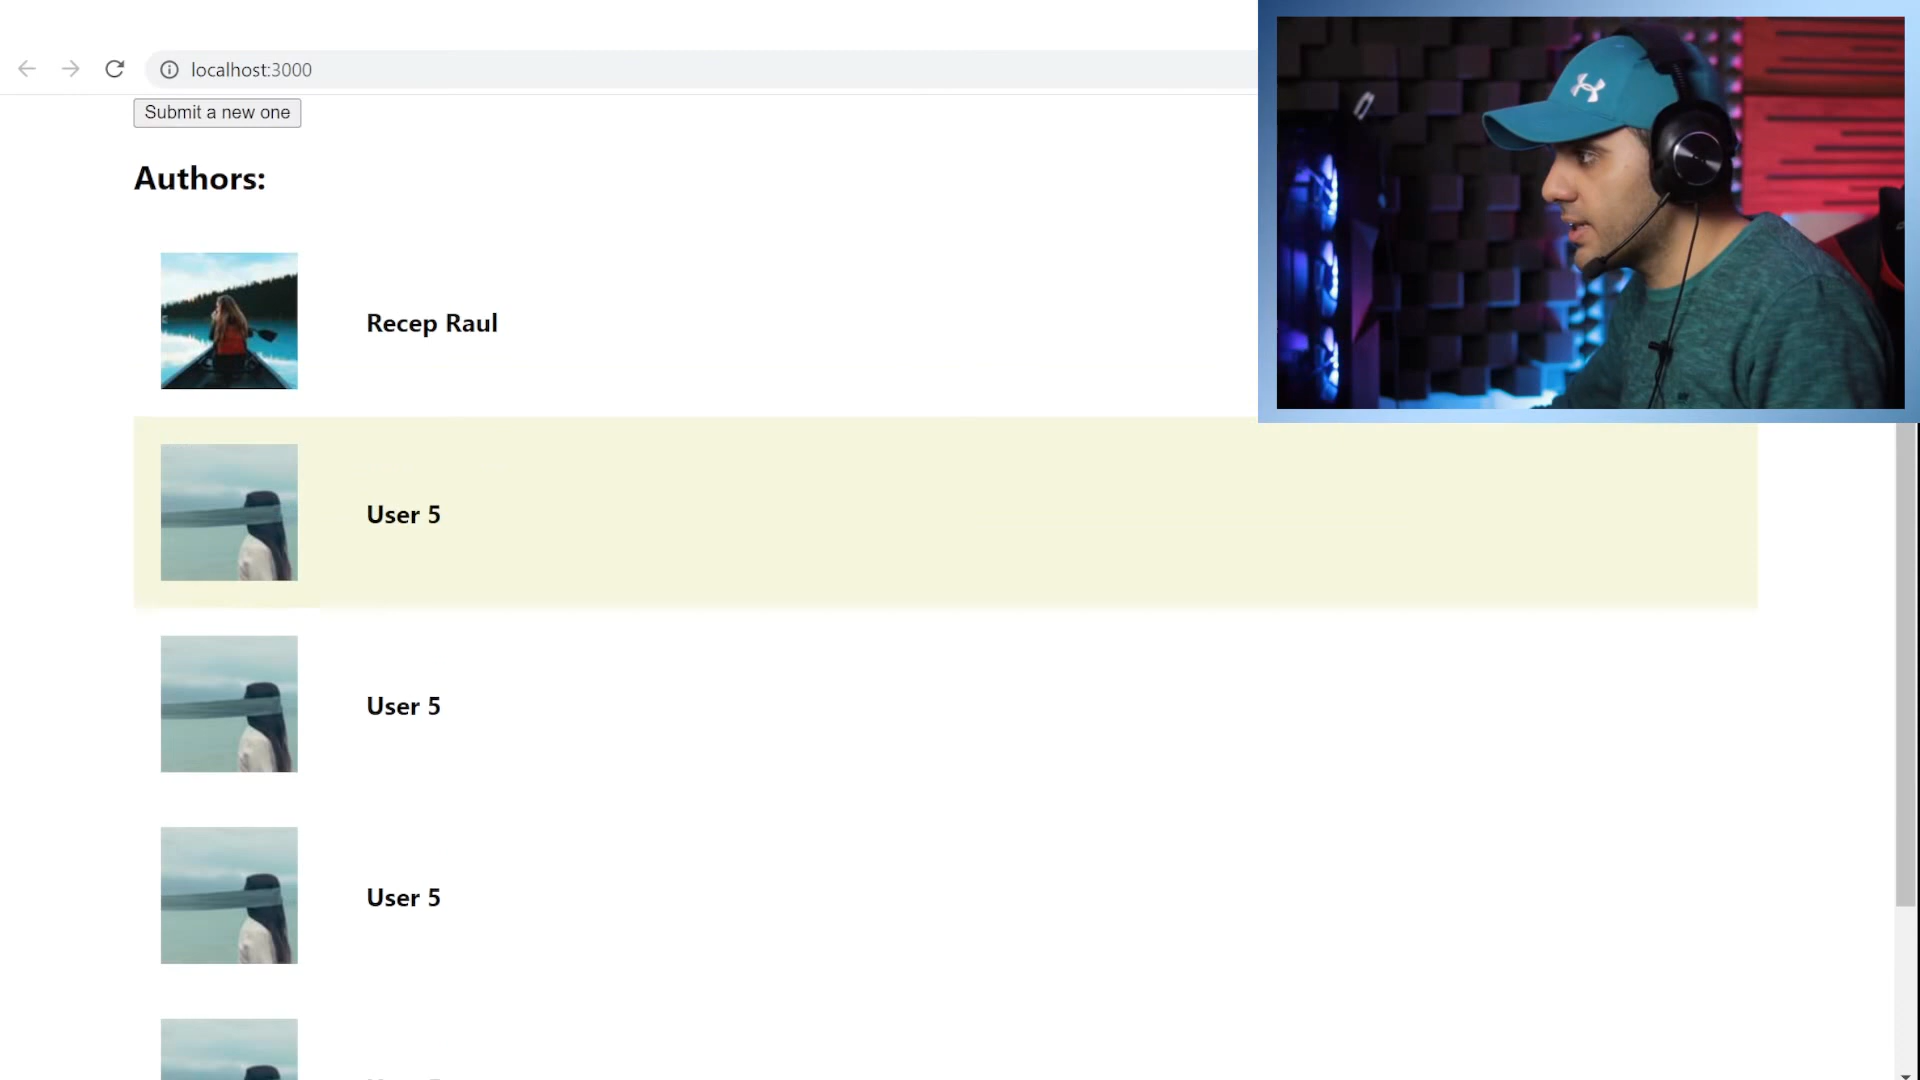 localhost:3000
Submit a new one
Authors:
Recep Raul
User 5
User 5
User 5